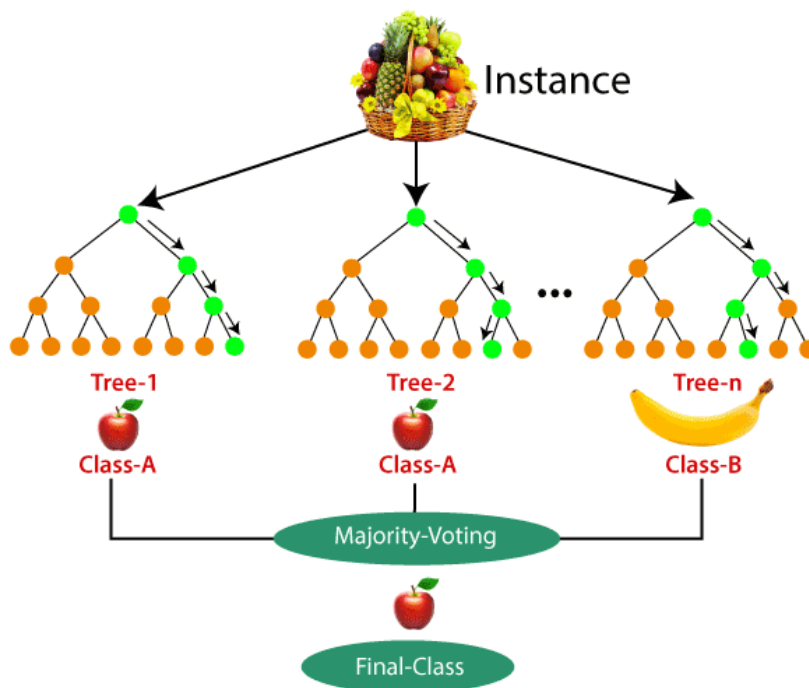 Instance
...
Tree-1
Tree-2
Tree-n
Class-A
Class-A
Class-B
Majority-Voting
Final-Class